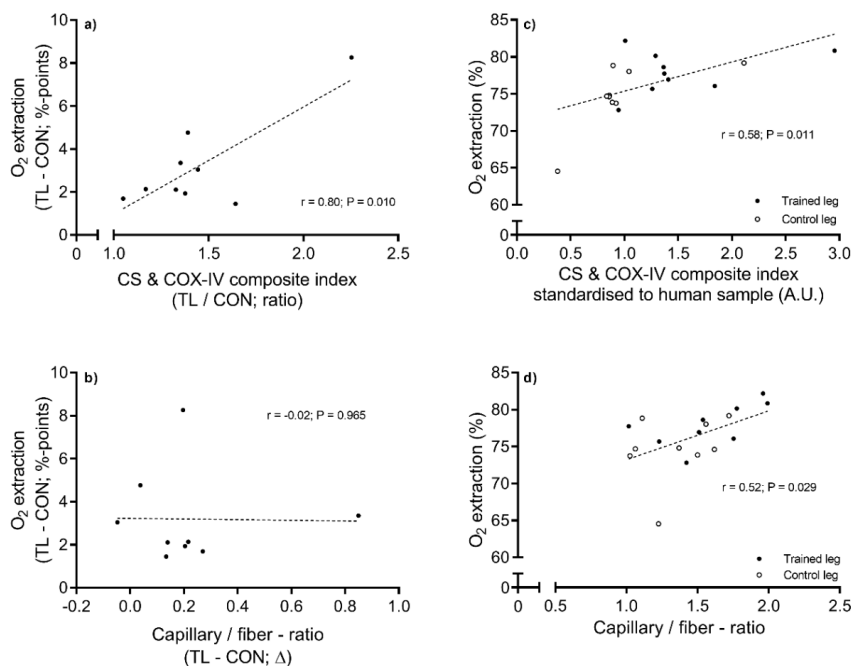 a)
O₂ extraction
(TL - CON; %-points)
10
8
6
4
2
0
r = 0.80; P = 0.010
0 1.0 1.5 2.0 2.5
CS & COX-IV composite index
(TL / CON; ratio)
c)
O₂ extraction (%)
85
80
75
70
65
60
0
r = 0.58; P = 0.011
Trained leg
Control leg
0.0 0.5 1.0 1.5 2.0 2.5 3.0
CS & COX-IV composite index
standardised to human sample (A.U.)
b)
O₂ extraction
(TL - CON; %-points)
10
8
6
4
2
0
r = -0.02; P = 0.965
-0.2 0.0 0.2 0.4 0.6 0.8 1.0
Capillary / fiber - ratio
(TL - CON; Δ)
d)
O₂ extraction (%)
85
80
75
70
65
60
0
r = 0.52; P = 0.029
Trained leg
Control leg
0 0.5 1.0 1.5 2.0 2.5
Capillary / fiber - ratio